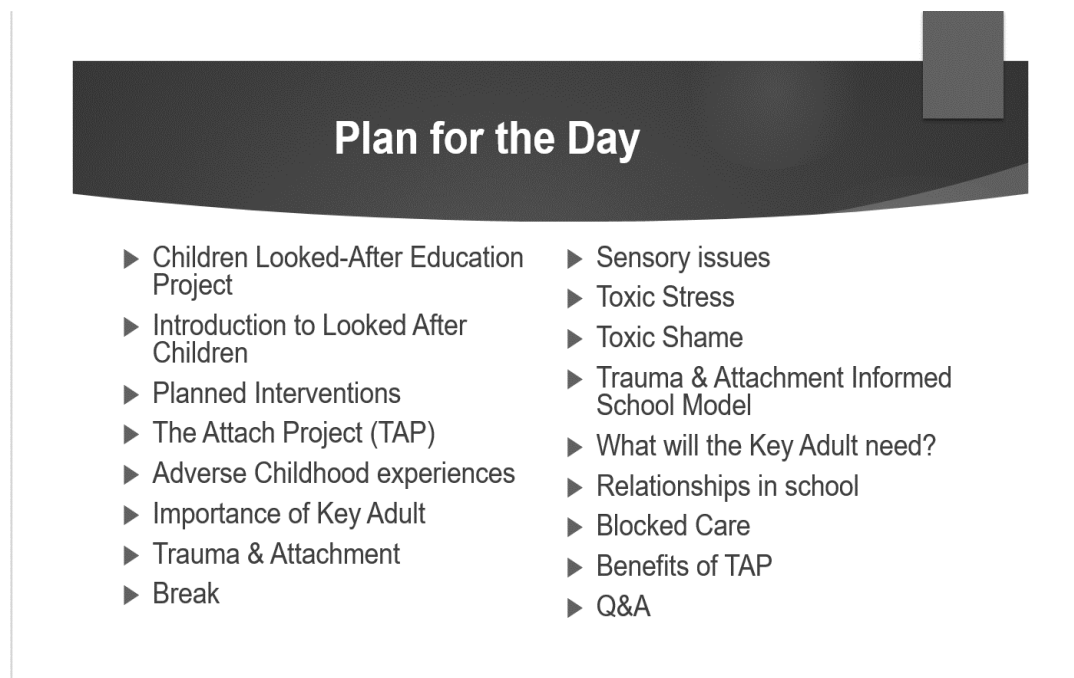 Plan for the Day
Children Looked-After Education
Project
Introduction to Looked After
Children
Planned Interventions
The Attach Project (TAP)
Adverse Childhood experiences
Importance of Key Adult
Trauma & Attachment
Break
Sensory issues
Toxic Stress
Toxic Shame
Trauma & Attachment Informed
School Model
What will the Key Adult need?
Relationships in school
Blocked Care
Benefits of TAP
Q&A